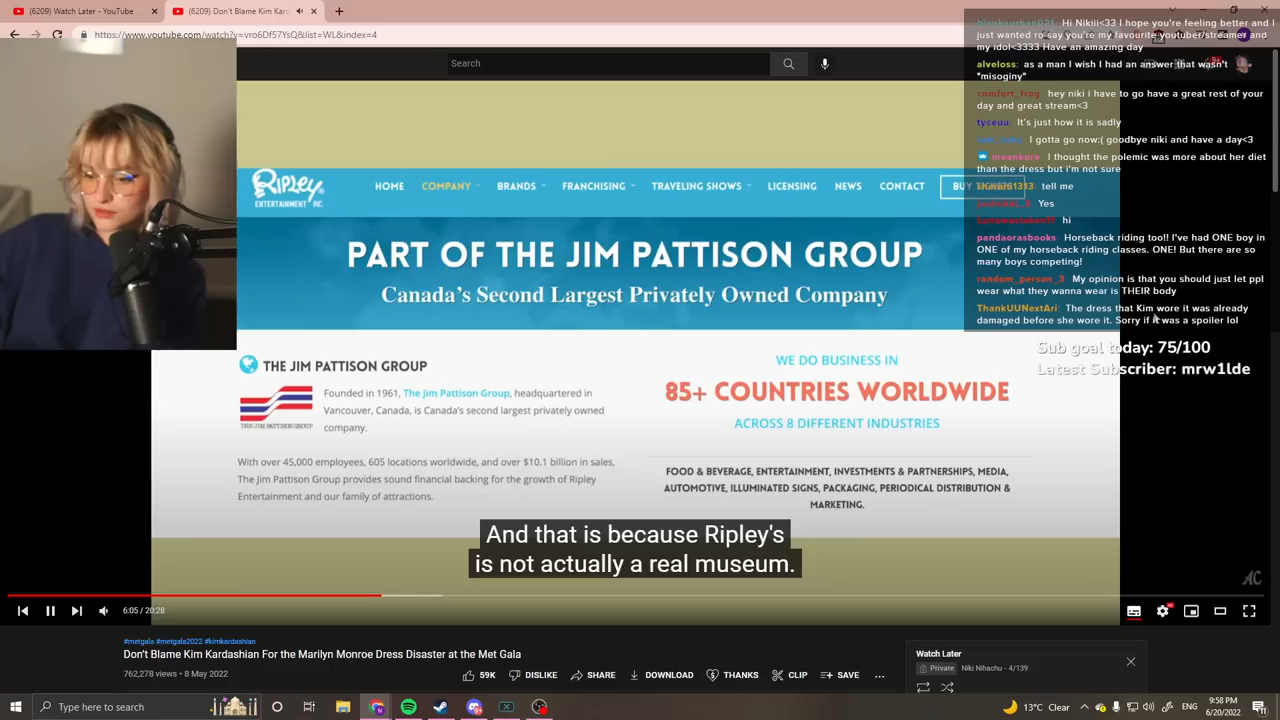 (6209) Watch Later - YouTube
(6209) Don't Blame Kim Kar
https://www.youtube.com/watch?v=vro6Df57YsQ&list=WL&index=4
Search
Hi Nikiii<33 I hope you're feeling better and i
just wanted ro say you're my favourite youtuber/streamer and
my idol<3333 Have an amazing day
alveloss: as a man I wish I had an answer that wasn't
"misoginy"
comfort_frog: hey niki i have to go have a great rest of your
day and great stream<3
tyceuu: It's just how it is sadly
I gotta go now:( goodbye niki and have a day<3
moonkore: I thought the polemic was more about her diet
than the dress but i'm not sure
tell me
Yes
hi
pandaorasbooks: Horseback riding too!! I've had ONE boy in
ONE of my horseback riding classes. ONE! But there are so
many boys competing!
random_person_3: My opinion is that you should just let ppl
wear what they wanna wear is THEIR body
ThankUUNextAri: The dress that Kim wore it was already
damaged before she wore it. Sorry if it was a spoiler lol
Sub goal today: 75/100
Latest Subscriber: mrw1lde
Ripley
ENTERTAINMENT INC.
HOME COMPANY BRANDS FRANCHISING TRAVELING SHOWS LICENSING NEWS CONTACT BUY
PART OF THE JIM PATTISON GROUP
Canada's Second Largest Privately Owned Company
THE JIM PATTISON GROUP
THE JIM PATTISON GROUP
Founded in 1961, The Jim Pattison Group, headquartered in
Vancouver, Canada, is Canada's second largest privately owned
company.
With over 45,000 employees, 605 locations worldwide, and over $10.1 billion in sales,
The Jim Pattison Group provides sound financial backing for the growth of Ripley
Entertainment and our family of attractions.
WE DO BUSINESS IN
85+ COUNTRIES WORLDWIDE
ACROSS 8 DIFFERENT INDUSTRIES
FOOD & BEVERAGE, ENTERTAINMENT, INVESTMENTS & PARTNERSHIPS, MEDIA,
AUTOMOTIVE, ILLUMINATED SIGNS, PACKAGING, PERIODICAL DISTRIBUTION &
MARKETING.
And that is because Ripley's
is not actually a real museum.
AC
6:05 / 20:28
#metgala #metgala2022 #kimkardashian
Don't Blame Kim Kardashian For the Marilyn Monroe Dress Disaster at the Met Gala
762,278 views • 8 May 2022
59K DISLIKE SHARE DOWNLOAD THANKS CLIP SAVE
Watch Later
Private Niki Nihachu - 4/139
Type here to search
13°C Clear
9:58 PM
6/20/2022